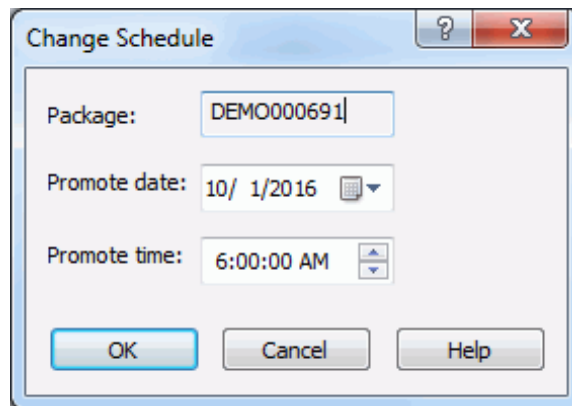 Change Schedule
?
X
Package: DEMO000691
Promote date: 10/ 1/2016
Promote time: 6:00:00 AM
OK Cancel Help